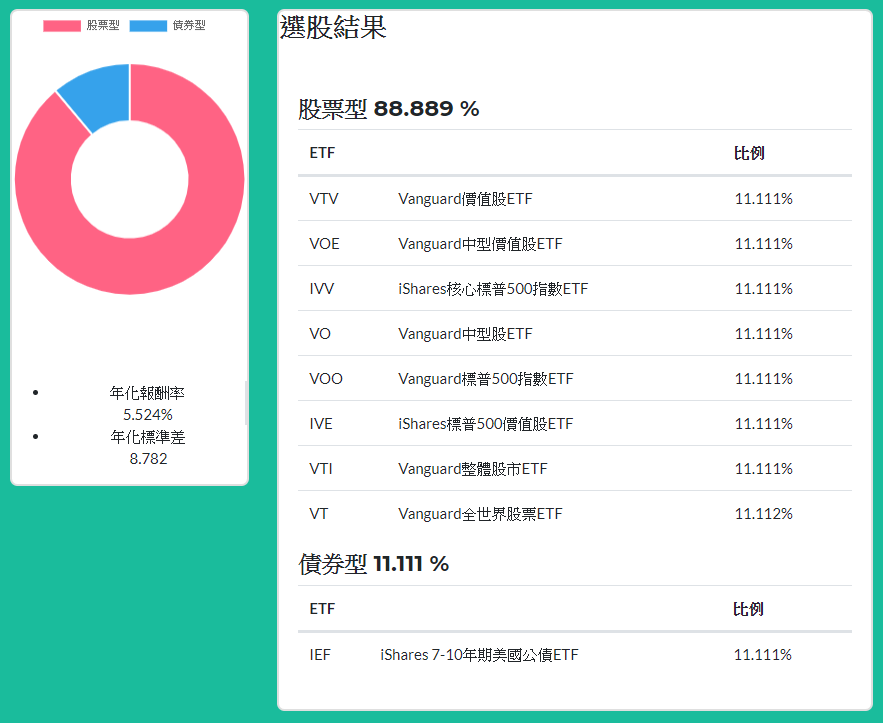 股票型 債券型
年化報酬率
5.524%
年化標準差
8.782
選股結果
股票型 88.889 %
ETF 比例
VTV Vanguard價值股ETF 11.111%
VOE Vanguard中型價值股ETF 11.111%
IVV iShares核心標普500指數ETF 11.111%
VO Vanguard中型股ETF 11.111%
VOO Vanguard標普500指數ETF 11.111%
IVE iShares標普500價值股ETF 11.111%
VTI Vanguard整體股市ETF 11.111%
VT Vanguard全世界股票ETF 11.112%
債券型 11.111 %
ETF 比例
IEF iShares 7-10年期美國公債ETF 11.111%